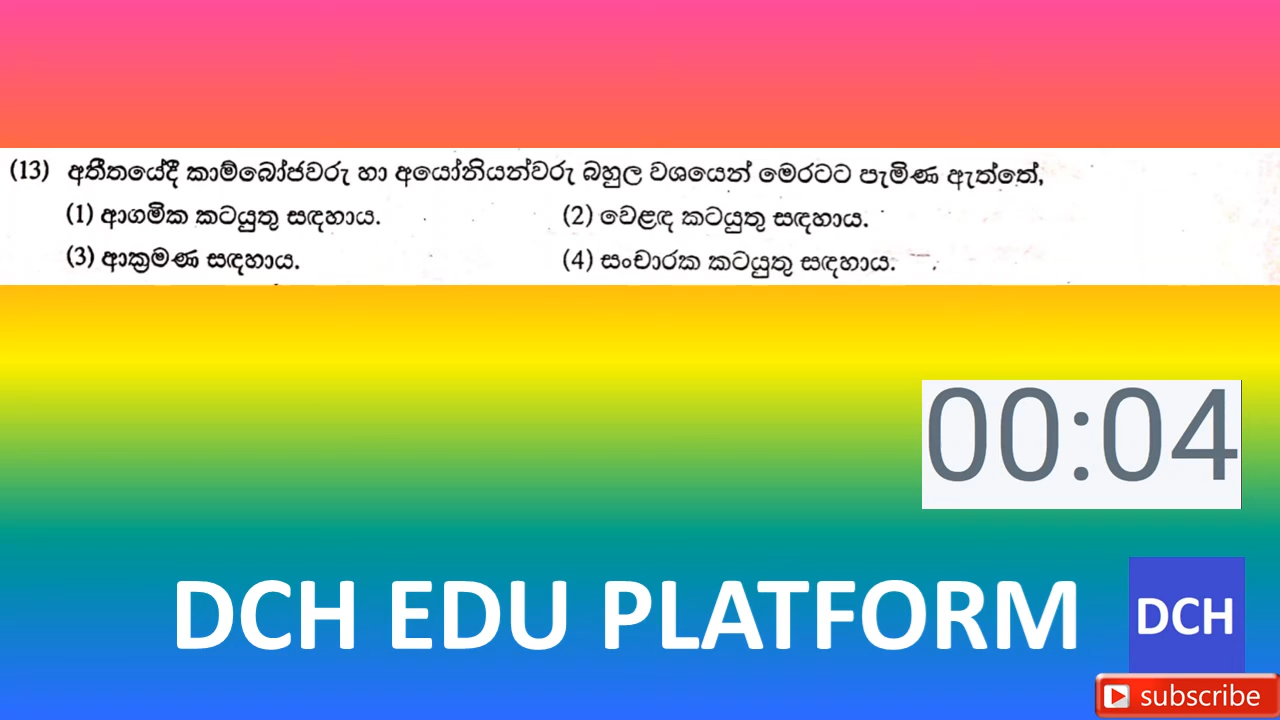 (13) අතීතයේදී කාම්බෝජවරු හා අයෝනියන්වරු බහුල වශයෙන් මෙරටට පැමිණ ඇත්තේ,
(1) ආගමික කටයුතු සඳහාය. (2) වෙළඳ කටයුතු සඳහාය.
(3) ආක්‍රමණ සඳහාය. (4) සංචාරක කටයුතු සඳහාය.
00:04
DCH EDU PLATFORM
DCH
subscribe